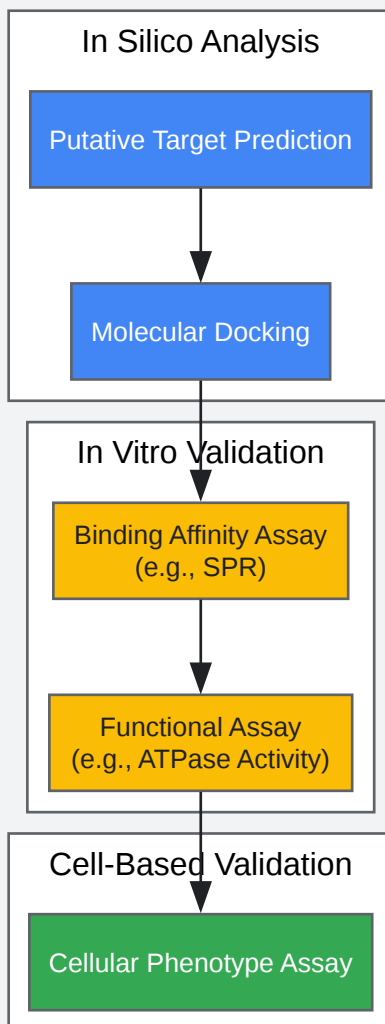 In Silico Analysis
Putative Target Prediction
Molecular Docking
In Vitro Validation
Binding Affinity Assay
(e.g., SPR)
Functional Assay
(e.g., ATPase Activity)
Cell-Based Validation
Cellular Phenotype Assay